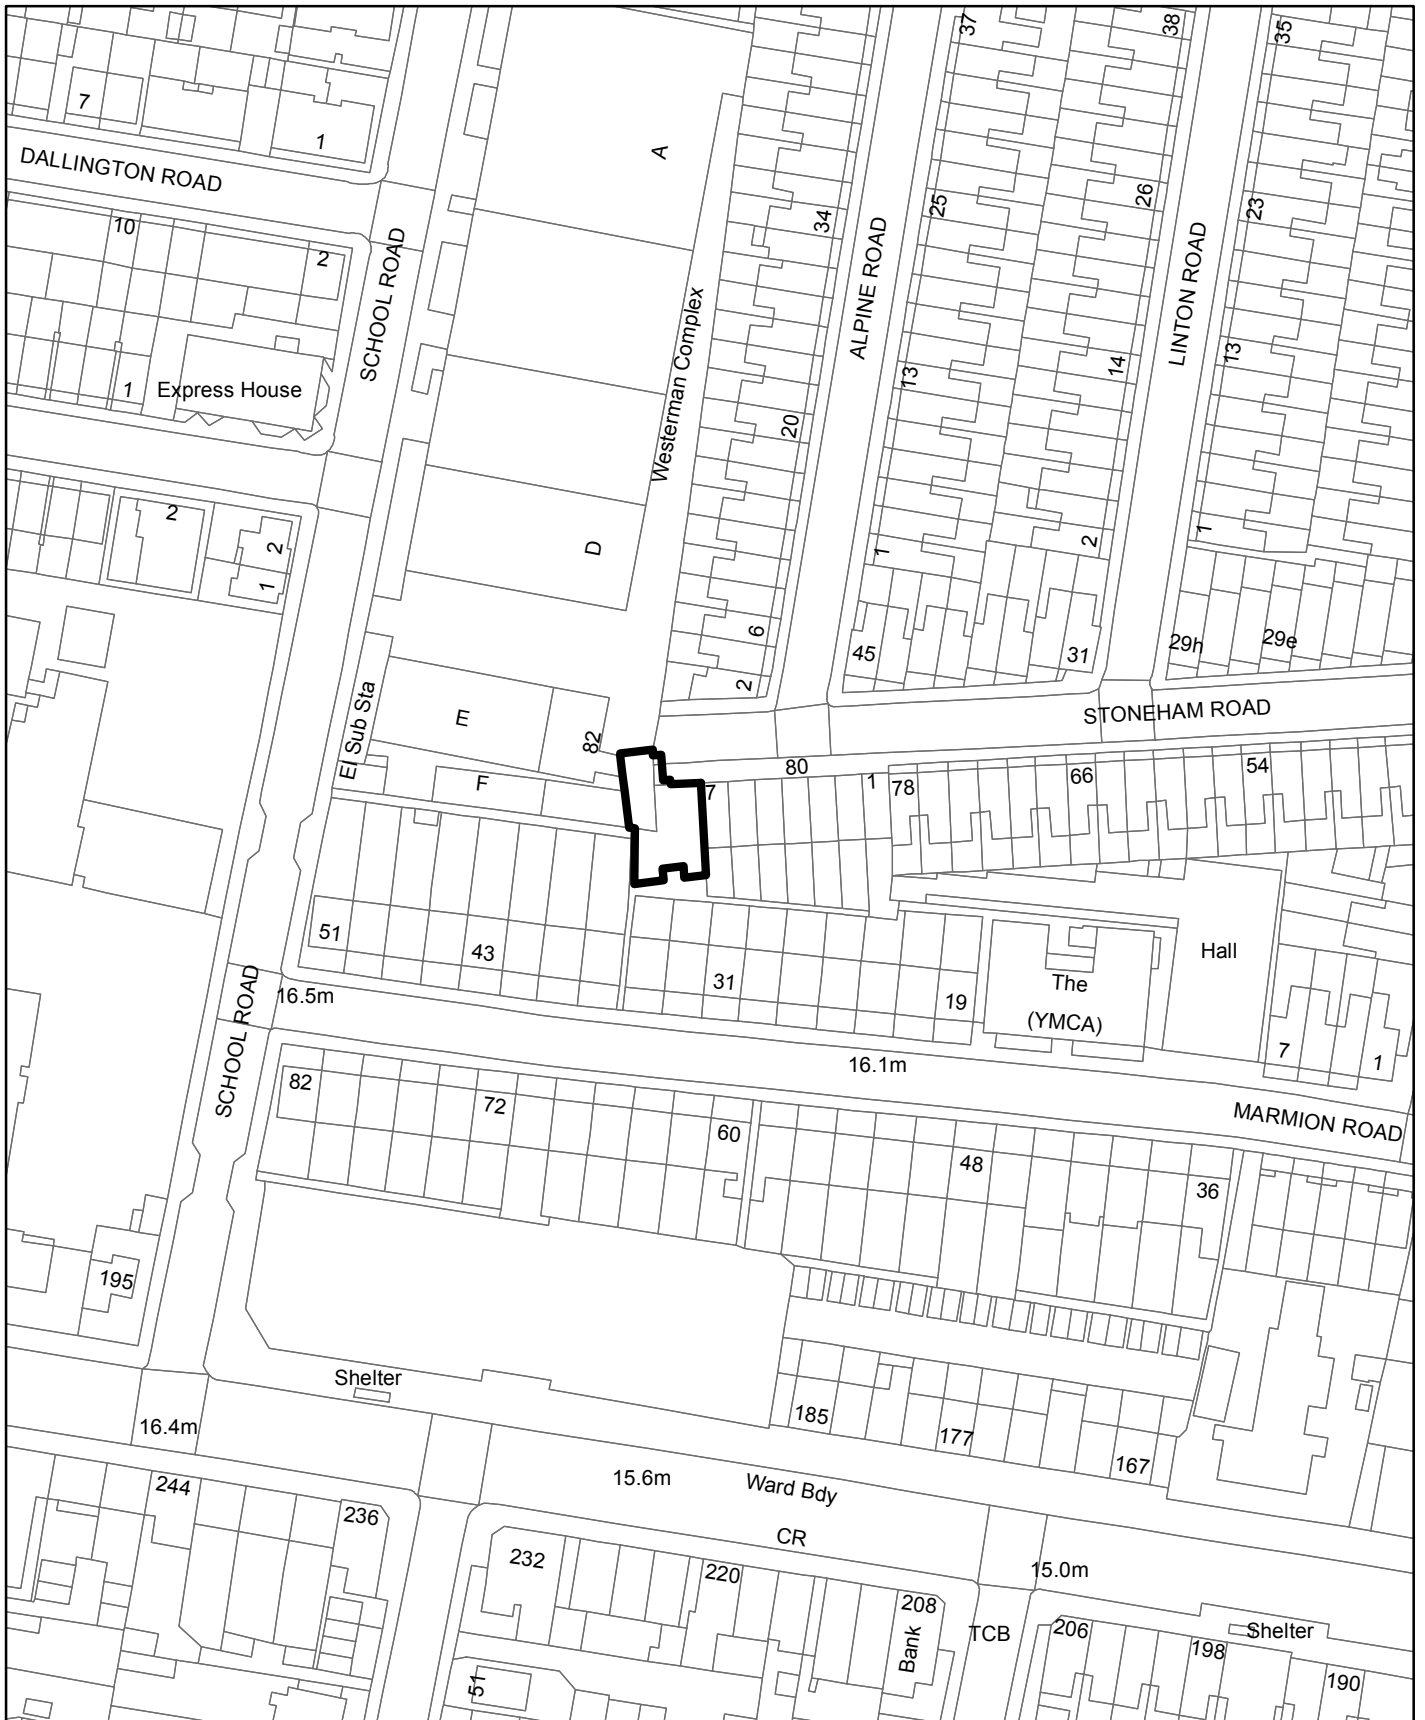 37
38
35
7
1
A
DALLINGTON ROAD
26
34
25
23
10
2
SCHOOL ROAD
ALPINE ROAD
LINTON ROAD
Westerman Complex
13
14
13
1
Express House
20
2
2
1
D
1
2
1
6
45
31
29h
29e
2
El Sub Sta
E
82
STONEHAM ROAD
F
7
80
1
78
66
54
51
43
31
19
The
(YMCA)
Hall
SCHOOL ROAD
16.5m
16.1m
7
1
82
72
60
48
36
MARMION ROAD
195
Shelter
185
177
167
16.4m
15.6m
Ward Bdy
CR
244
236
232
220
208
Bank
TCB
15.0m
206
198
Shelter
190
51